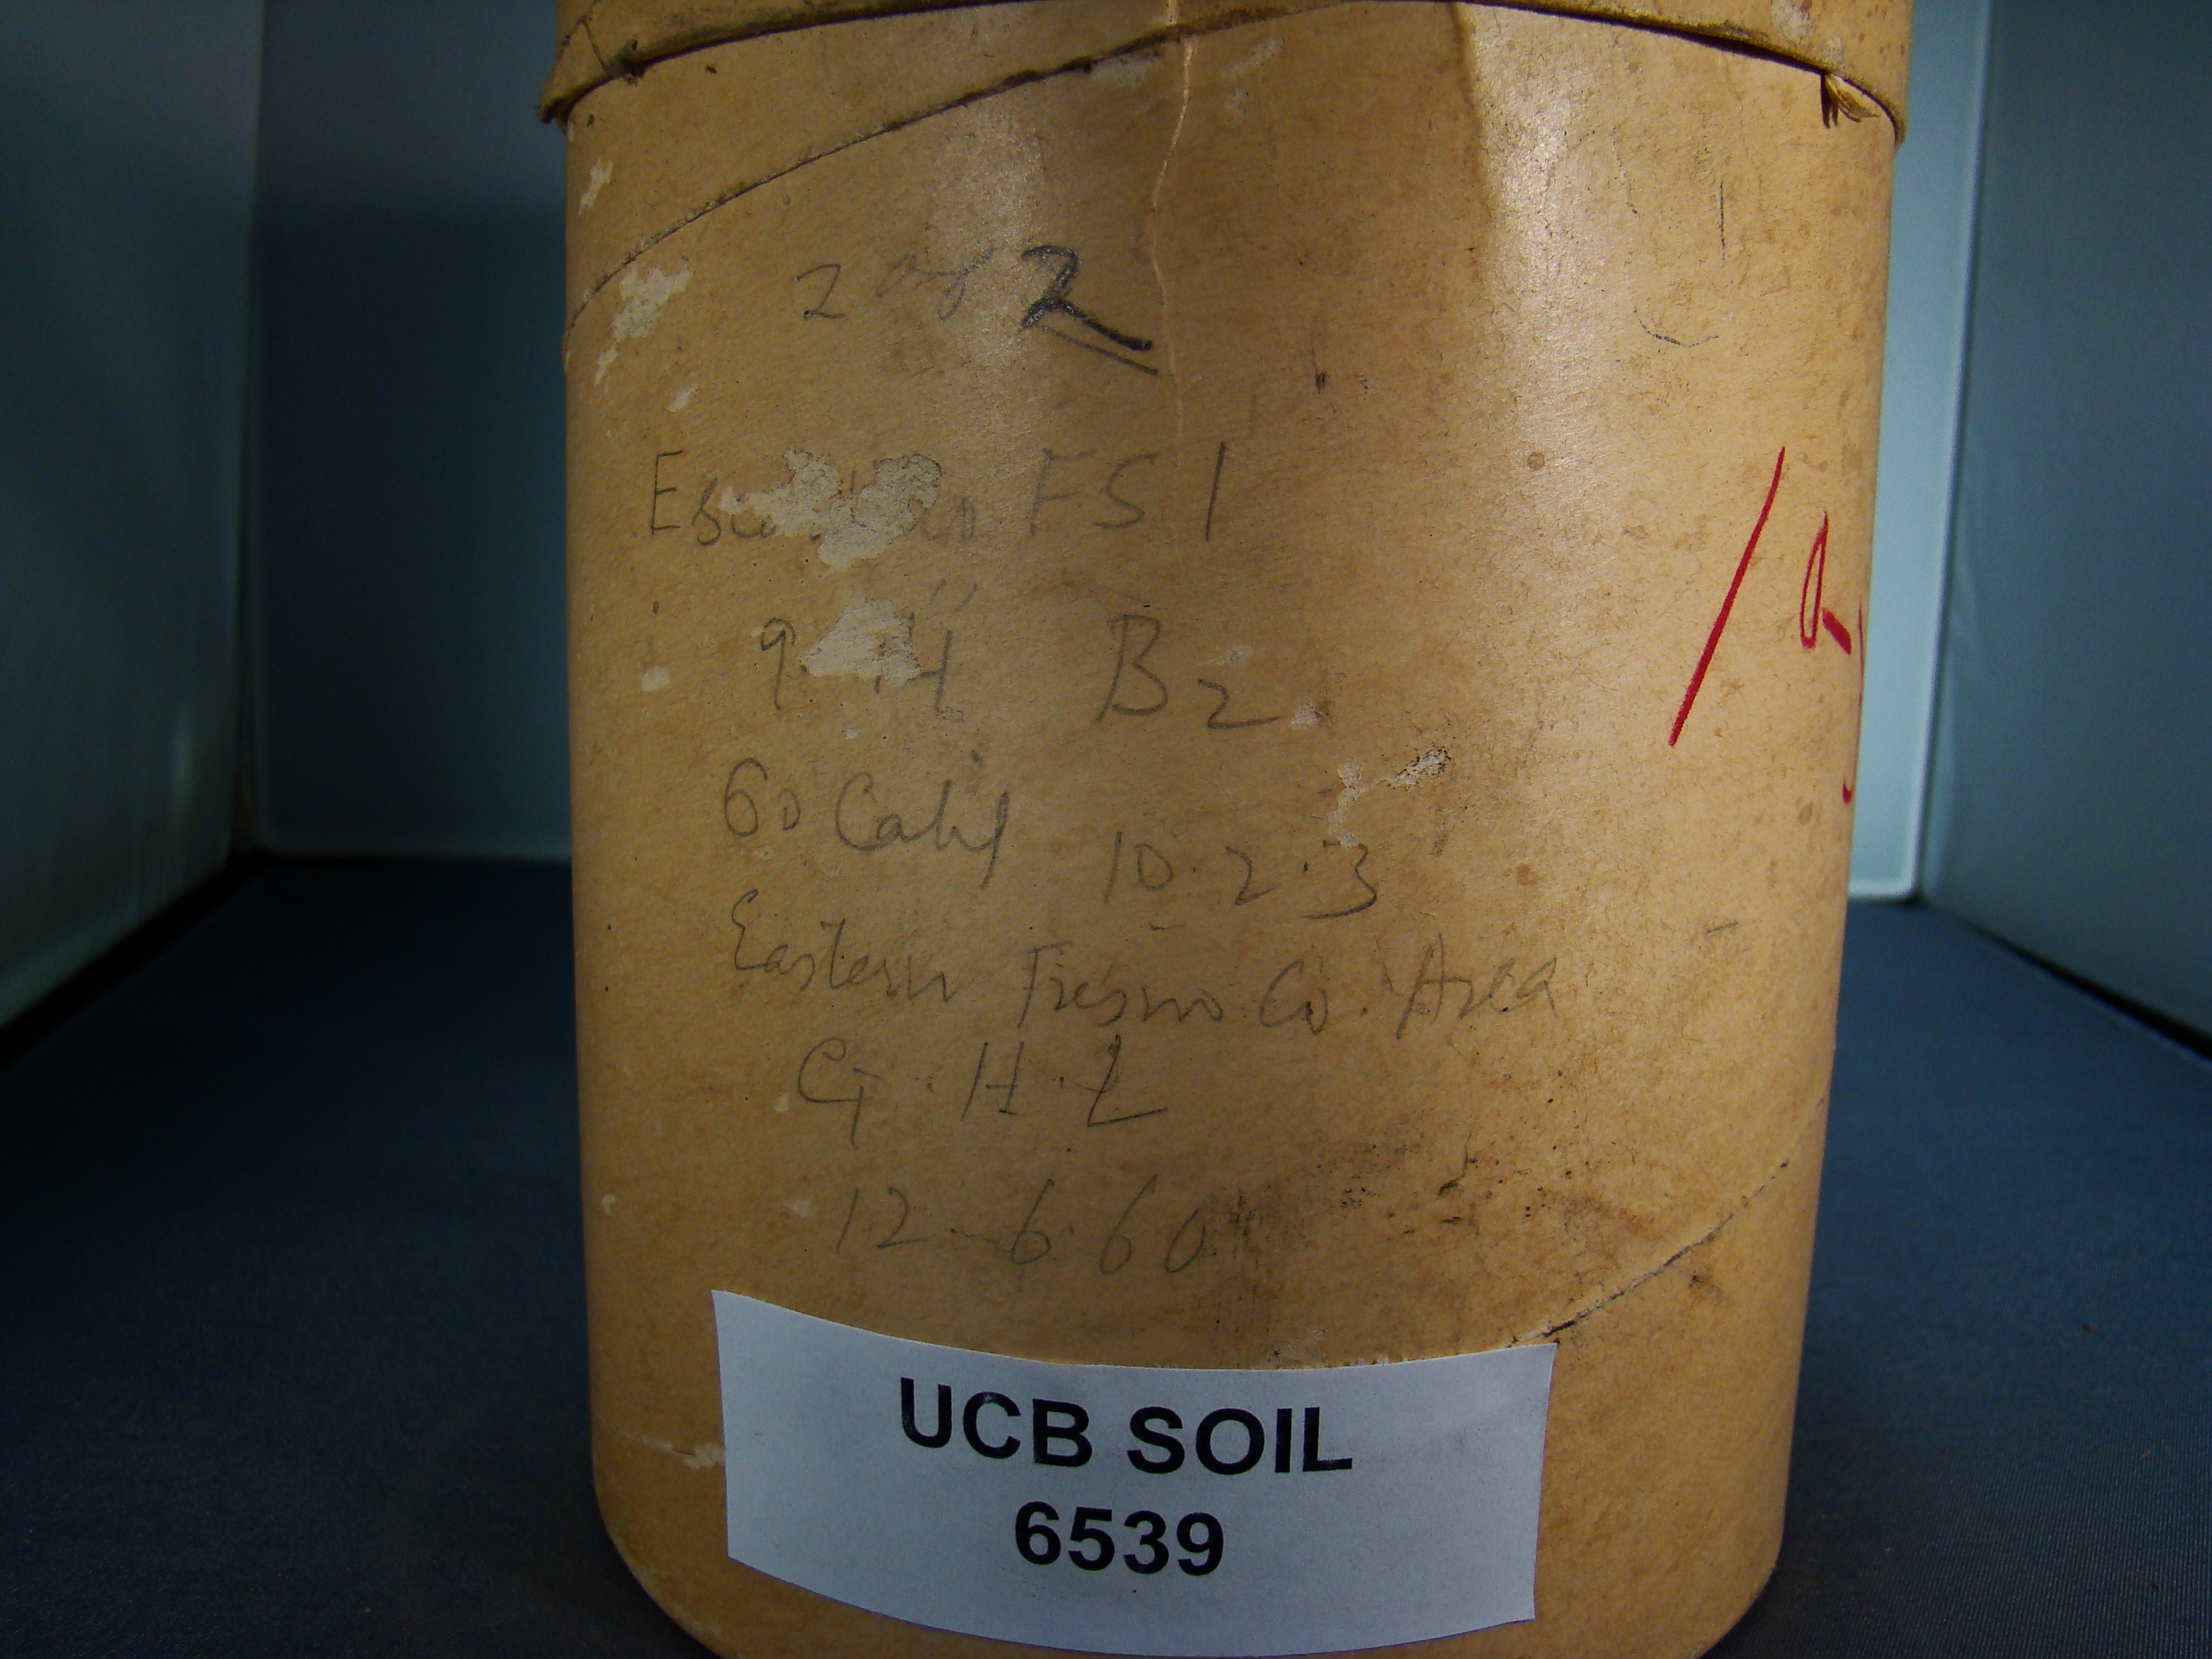 2 of 2
FSl
B2
60 Calif 10.2.3
Eastern Fresno Co. Area
G.H.L
12-6-60
UCB SOIL
6539